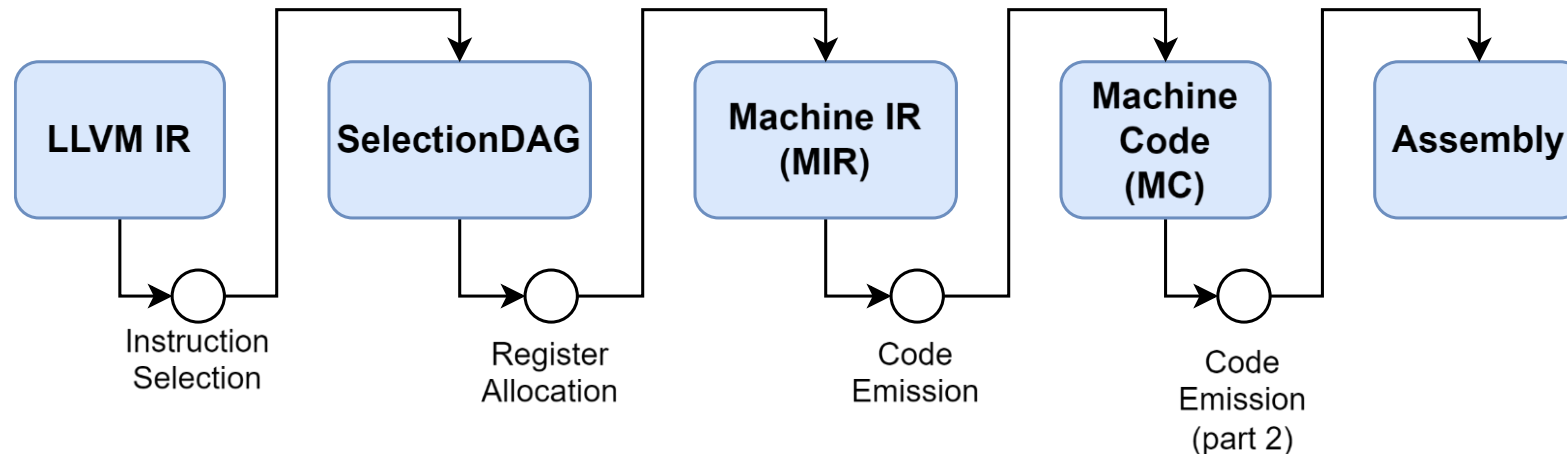 LLVM IR
SelectionDAG
Machine IR
(MIR)
Machine
Code
(MC)
Assembly
Instruction
Selection
Register
Allocation
Code
Emission
Code
Emission
(part 2)